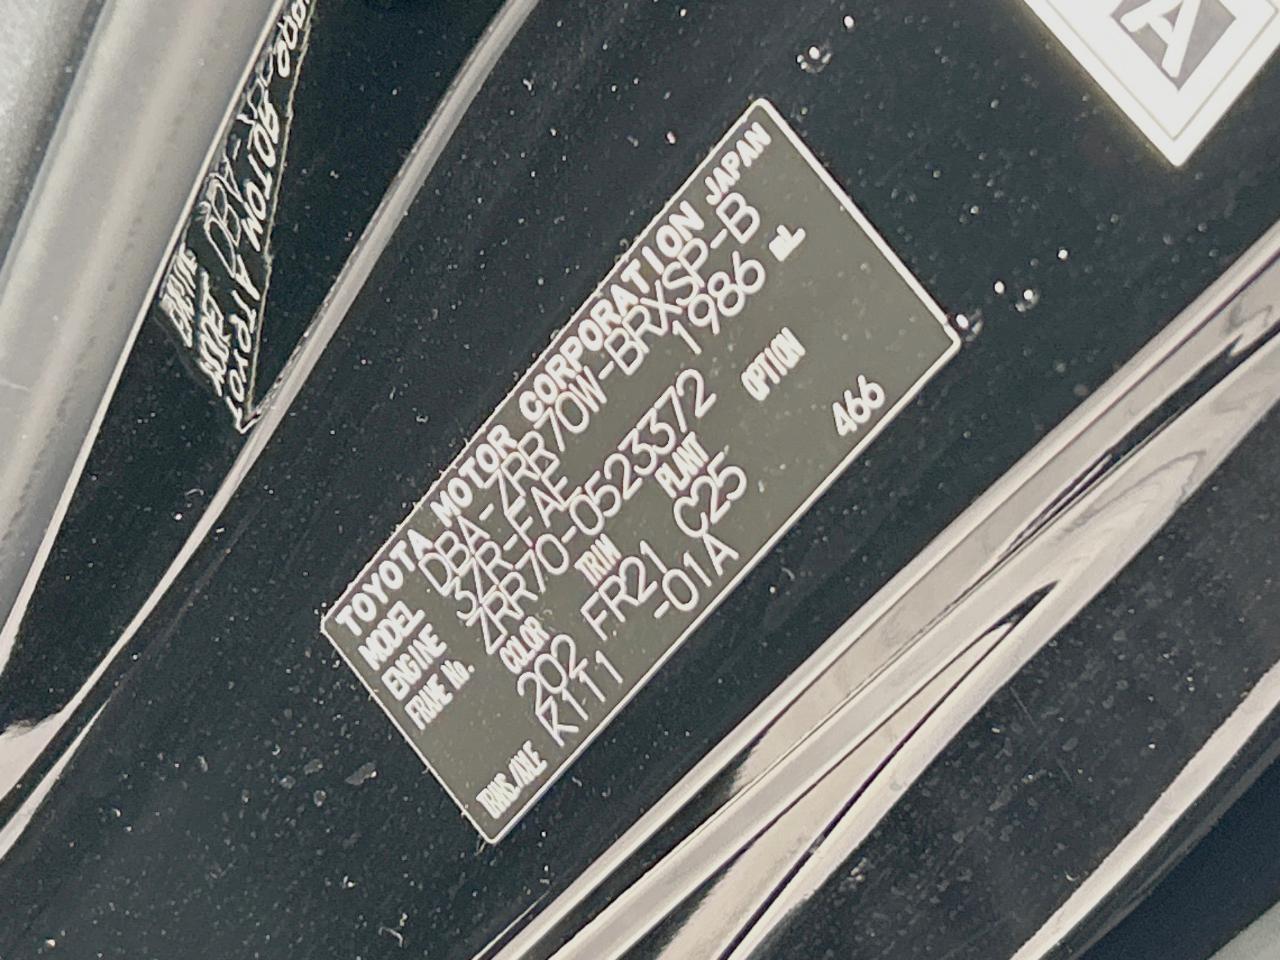 TOYOTA MOTOR CORPORATION JAPAN
MODEL DBA-ZRR70W-BRXSP-B
ENGINE 3ZR-FAE 1986 mL
FRAME No. ZRR70-0523372
COLOR TRIM PLANT OPTION
202 FR21 C25 466
TRANS./AXLE K111 -01A
A